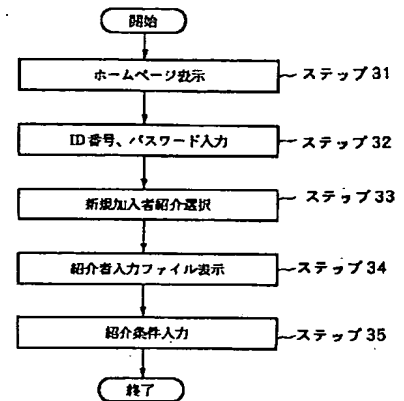 開始
ホームページ表示 ステップ31
ID番号、パスワード入力 ステップ32
新規加入者紹介選択 ステップ33
紹介者入力ファイル表示 ステップ34
紹介条件入力 ステップ35
終了